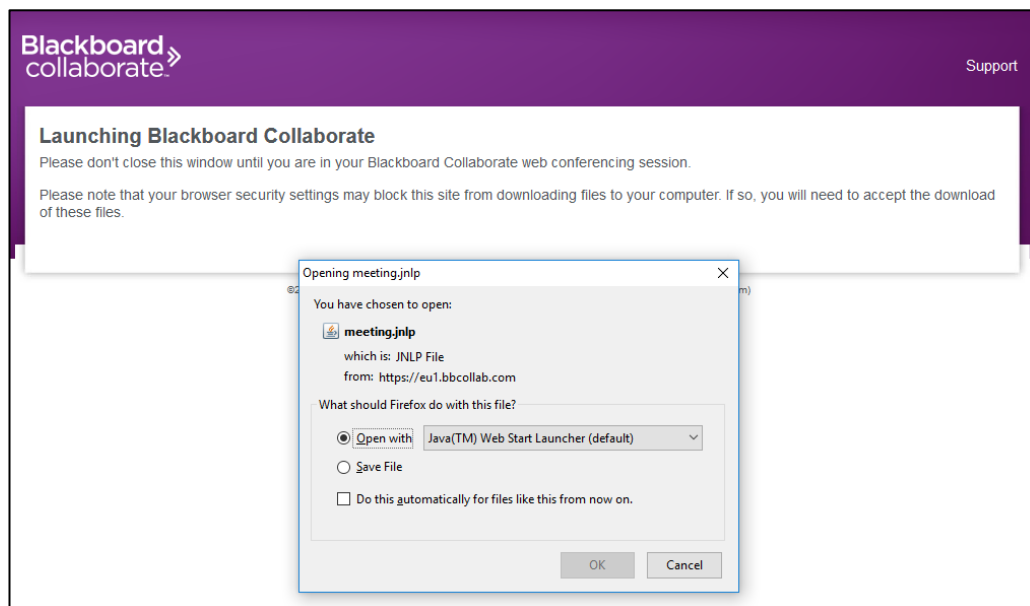 Blackboard
collaborate™
Support
Launching Blackboard Collaborate
Please don't close this window until you are in your Blackboard Collaborate web conferencing session.
Please note that your browser security settings may block this site from downloading files to your computer. If so, you will need to accept the download
of these files.
Opening meeting.jnlp
©2
m)
You have chosen to open:
meeting.jnlp
which is: JNLP File
from: https://eu1.bbcollab.com
What should Firefox do with this file?
Open with Java(TM) Web Start Launcher (default)
Save File
Do this automatically for files like this from now on.
OK Cancel